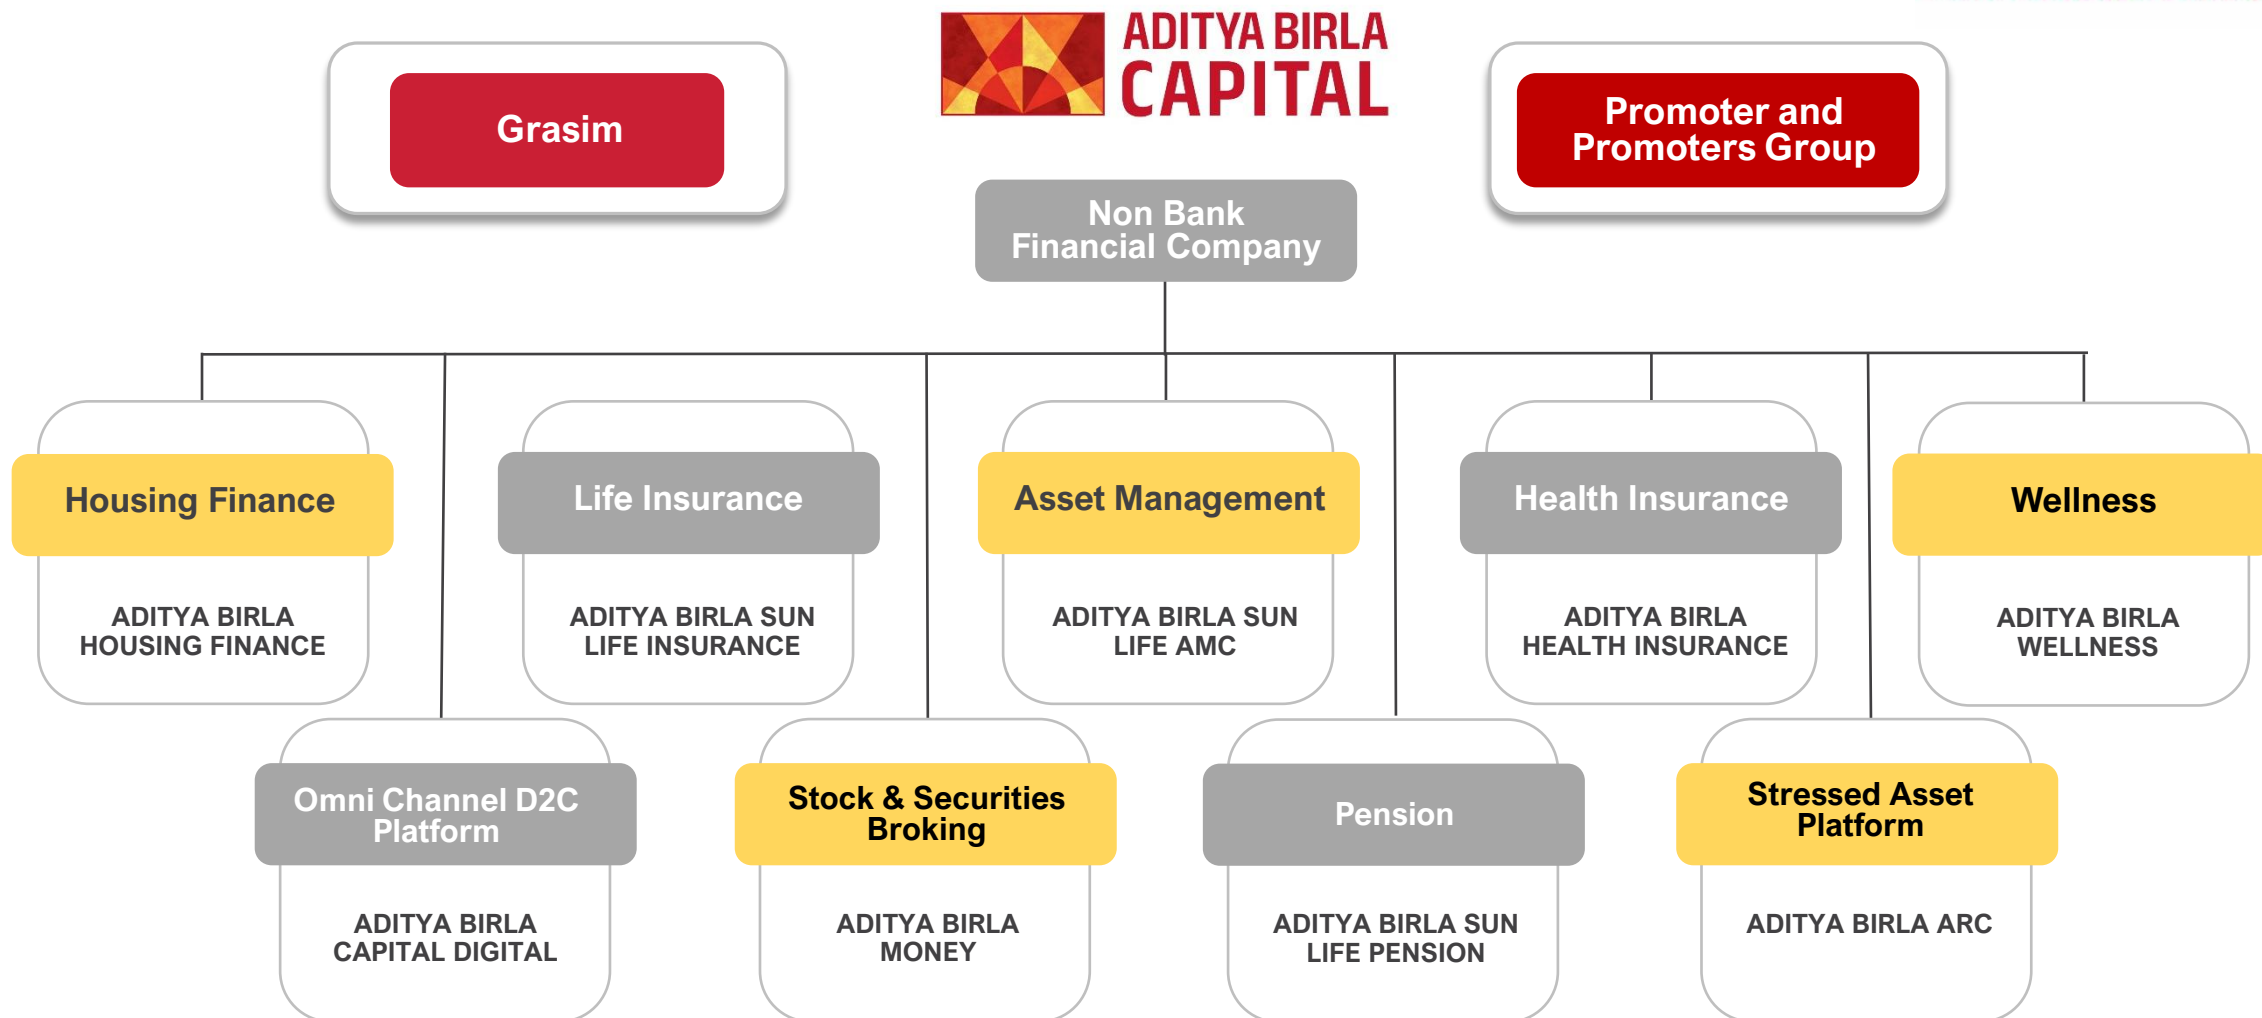 ADITYA BIRLA
CAPITAL
Grasim
Promoter and
Promoters Group
Non Bank
Financial Company
Housing Finance
ADITYA BIRLA
HOUSING FINANCE
Life Insurance
ADITYA BIRLA SUN
LIFE INSURANCE
Asset Management
ADITYA BIRLA SUN
LIFE AMC
Health Insurance
ADITYA BIRLA
HEALTH INSURANCE
Wellness
ADITYA BIRLA
WELLNESS
Omni Channel D2C
Platform
ADITYA BIRLA
CAPITAL DIGITAL
Stock & Securities
Broking
ADITYA BIRLA
MONEY
Pension
ADITYA BIRLA SUN
LIFE PENSION
Stressed Asset
Platform
ADITYA BIRLA ARC